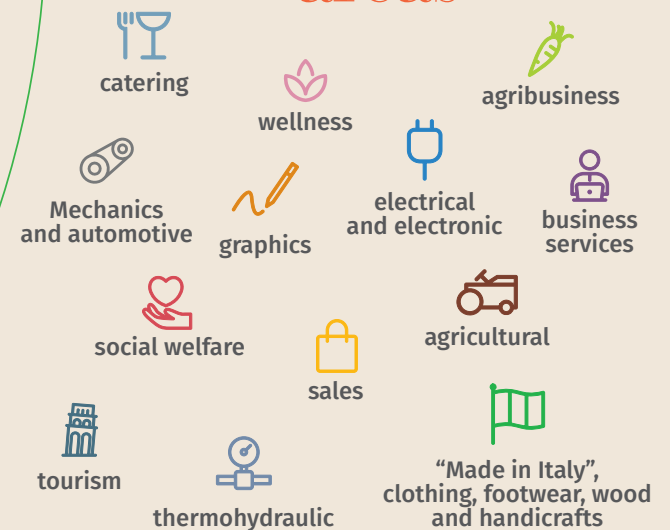 catering
wellness
agribusiness
Mechanics
and automotive
graphics
electrical
and electronic
business
services
social welfare
sales
agricultural
tourism
thermohydraulic
“Made in Italy”,
clothing, footwear, wood
and handicrafts